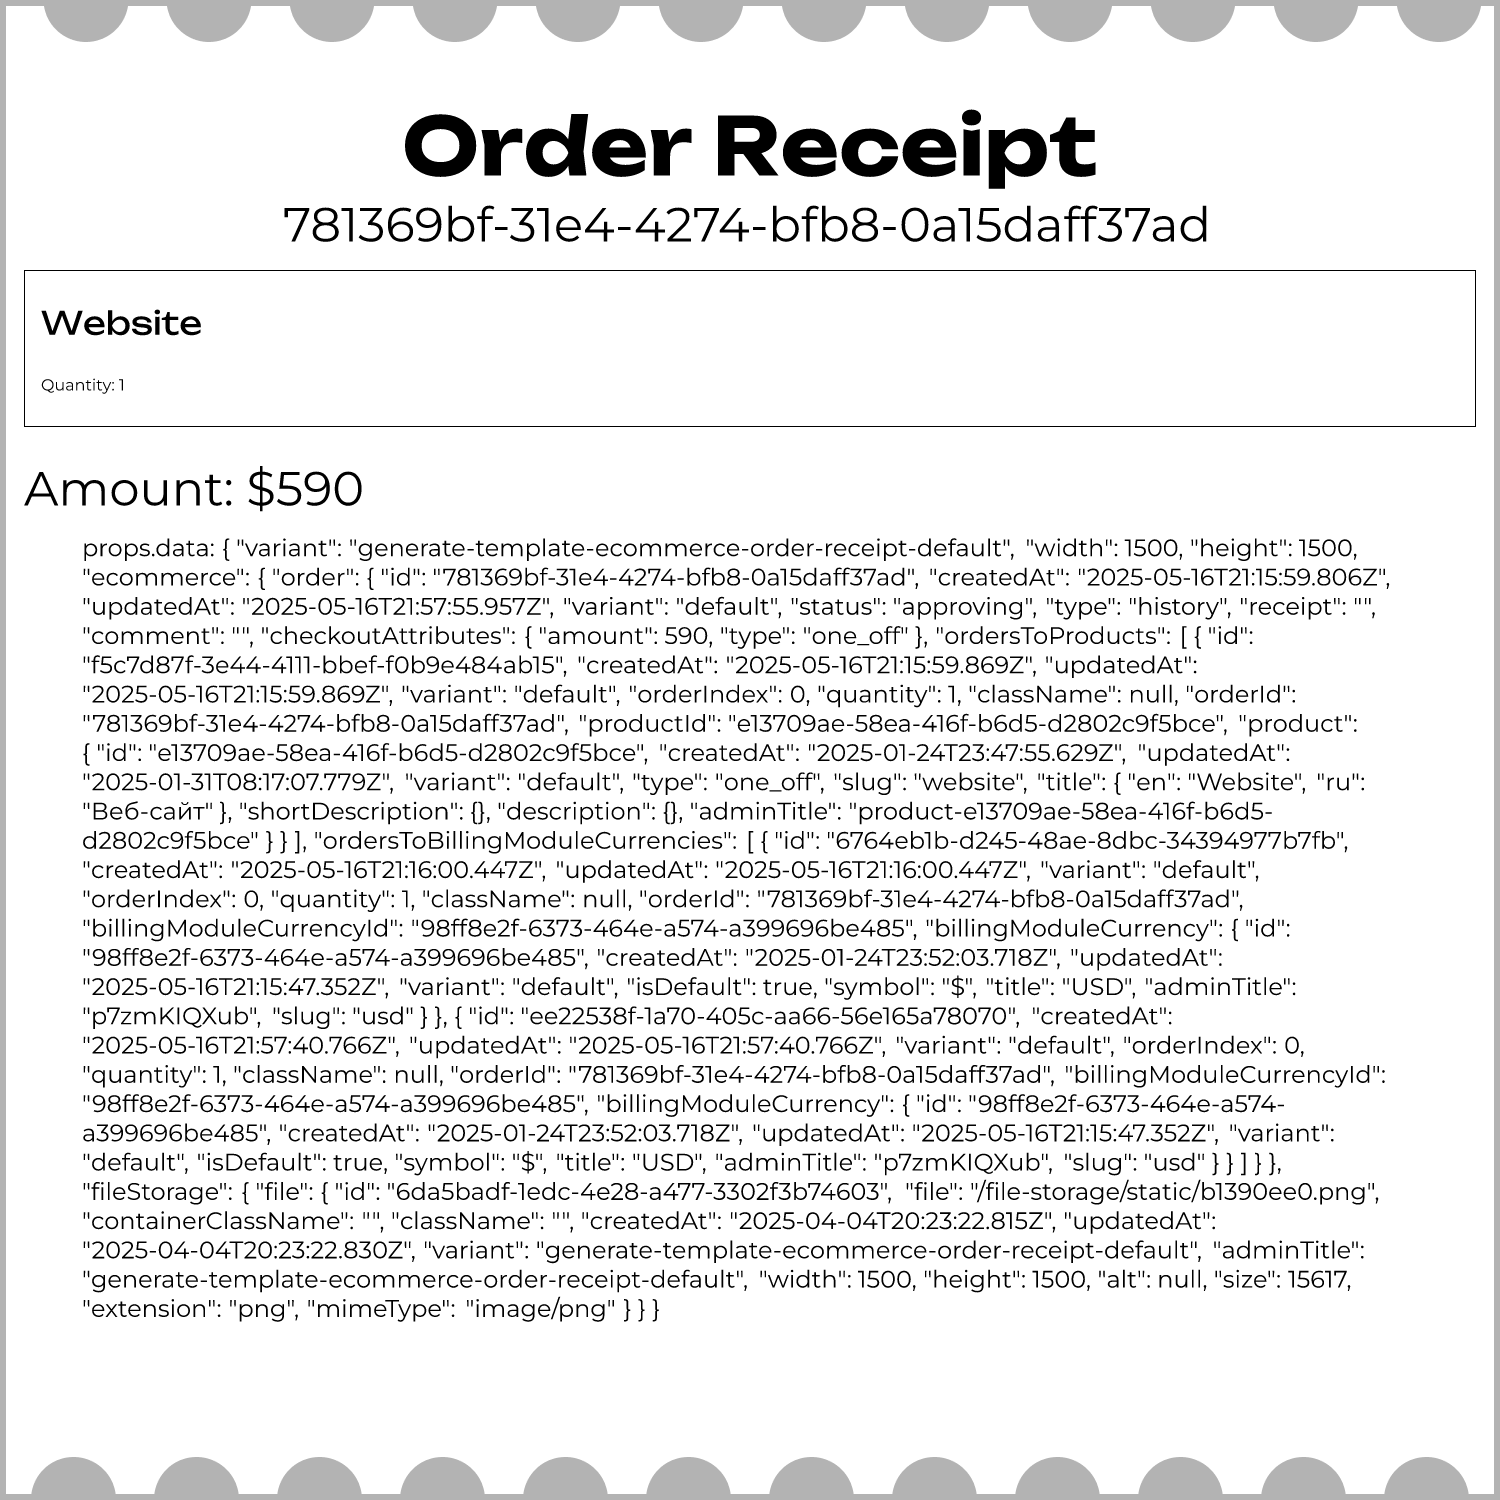 Order Receipt
781369bf-31e4-4274-bfb8-0a15daff37ad
Website
Quantity: 1
Amount: $590
props.data: { "variant": "generate-template-ecommerce-order-receipt-default", "width": 1500, "height": 1500,
"ecommerce": { "order": { "id": "781369bf-31e4-4274-bfb8-0a15daff37ad", "createdAt": "2025-05-16T21:15:59.806Z",
"updatedAt": "2025-05-16T21:57:55.957Z", "variant": "default", "status": "approving", "type": "history", "receipt": "",
"comment": "", "checkoutAttributes": { "amount": 590, "type": "one_off" }, "ordersToProducts": [ { "id":
"f5c7d87f-3e44-4111-bbef-f0b9e484ab15", "createdAt": "2025-05-16T21:15:59.869Z", "updatedAt":
"2025-05-16T21:15:59.869Z", "variant": "default", "orderIndex": 0, "quantity": 1, "className": null, "orderId":
"781369bf-31e4-4274-bfb8-0a15daff37ad", "productId": "e13709ae-58ea-416f-b6d5-d2802c9f5bce", "product":
{ "id": "e13709ae-58ea-416f-b6d5-d2802c9f5bce", "createdAt": "2025-01-24T23:47:55.629Z", "updatedAt":
"2025-01-31T08:17:07.779Z", "variant": "default", "type": "one_off", "slug": "website", "title": { "en": "Website", "ru":
"Веб-сайт" }, "shortDescription": {}, "description": {}, "adminTitle": "product-e13709ae-58ea-416f-b6d5-
d2802c9f5bce" } } ], "ordersToBillingModuleCurrencies": [ { "id": "6764eb1b-d245-48ae-8dbc-34394977b7fb",
"createdAt": "2025-05-16T21:16:00.447Z", "updatedAt": "2025-05-16T21:16:00.447Z", "variant": "default",
"orderIndex": 0, "quantity": 1, "className": null, "orderId": "781369bf-31e4-4274-bfb8-0a15daff37ad",
"billingModuleCurrencyId": "98ff8e2f-6373-464e-a574-a399696be485", "billingModuleCurrency": { "id":
"98ff8e2f-6373-464e-a574-a399696be485", "createdAt": "2025-01-24T23:52:03.718Z", "updatedAt":
"2025-05-16T21:15:47.352Z", "variant": "default", "isDefault": true, "symbol": "$", "title": "USD", "adminTitle":
"p7zmKIQXub", "slug": "usd" } }, { "id": "ee22538f-1a70-405c-aa66-56e165a78070", "createdAt":
"2025-05-16T21:57:40.766Z", "updatedAt": "2025-05-16T21:57:40.766Z", "variant": "default", "orderIndex": 0,
"quantity": 1, "className": null, "orderId": "781369bf-31e4-4274-bfb8-0a15daff37ad", "billingModuleCurrencyId":
"98ff8e2f-6373-464e-a574-a399696be485", "billingModuleCurrency": { "id": "98ff8e2f-6373-464e-a574-
a399696be485", "createdAt": "2025-01-24T23:52:03.718Z", "updatedAt": "2025-05-16T21:15:47.352Z", "variant":
"default", "isDefault": true, "symbol": "$", "title": "USD", "adminTitle": "p7zmKIQXub", "slug": "usd" } } ] } },
"fileStorage": { "file": { "id": "6da5badf-1edc-4e28-a477-3302f3b74603", "file": "/file-storage/static/b1390ee0.png",
"containerClassName": "", "className": "", "createdAt": "2025-04-04T20:23:22.815Z", "updatedAt":
"2025-04-04T20:23:22.830Z", "variant": "generate-template-ecommerce-order-receipt-default", "adminTitle":
"generate-template-ecommerce-order-receipt-default", "width": 1500, "height": 1500, "alt": null, "size": 15617,
"extension": "png", "mimeType": "image/png" } } }